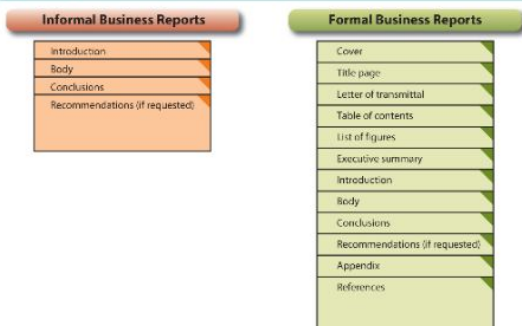 Informal Business Reports
Introduction
Body
Conclusions
Recommendations (if requested)
Formal Business Reports
Cover
Title page
Letter of transmittal
Table of contents
List of figures
Executive summary
Introduction
Body
Conclusions
Recommendations (if requested)
Appendix
References